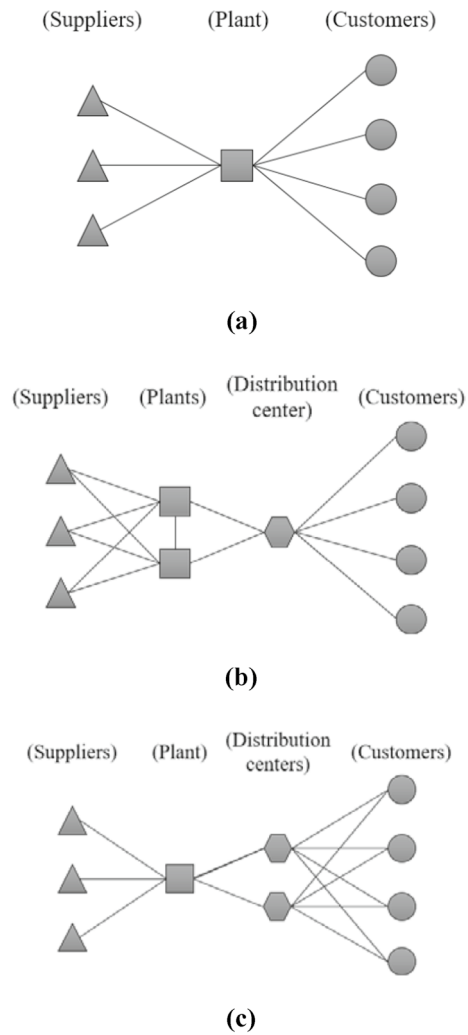 (Suppliers) (Plant) (Customers)
(a)
(Suppliers) (Plants) (Distribution center) (Customers)
(b)
(Suppliers) (Plant) (Distribution centers) (Customers)
(c)